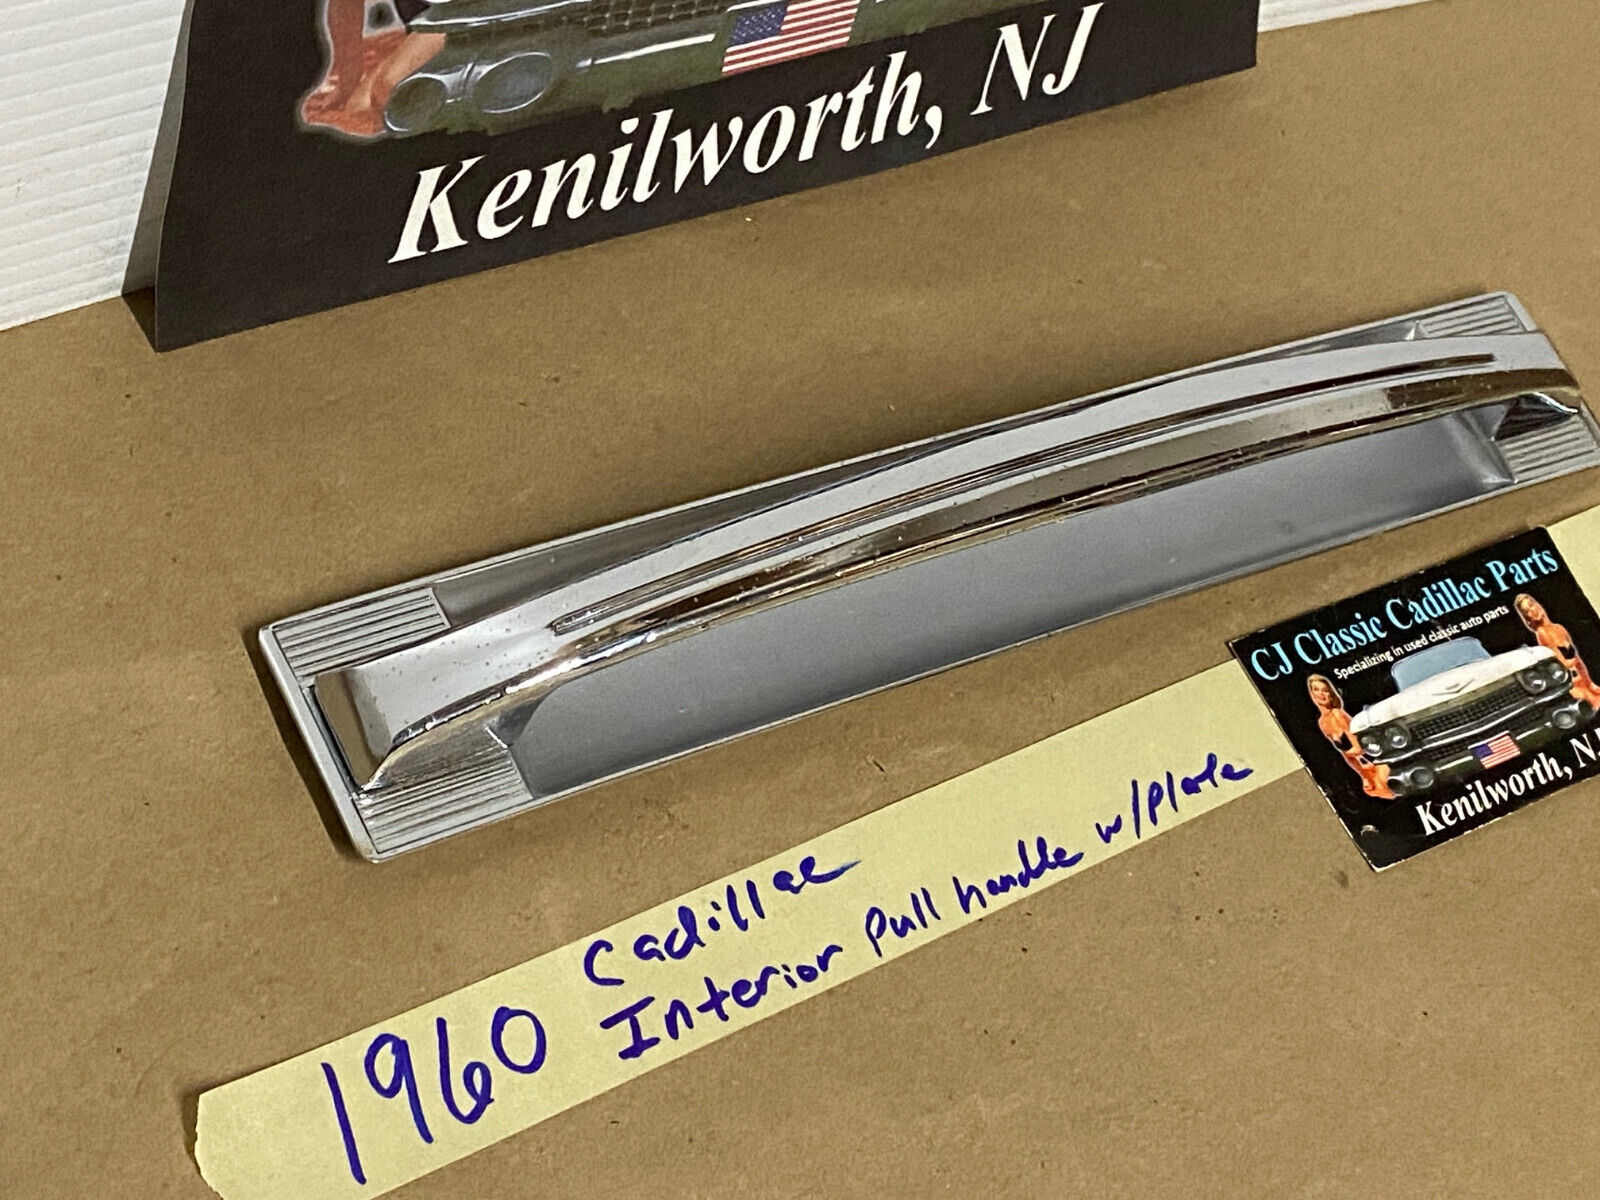 Kenilworth, NJ
CJ Classic Cadillac Parts
Specializing in used classic auto parts
Kenilworth, NJ
1960 Cadillac
Interior Pull handle w/Plate